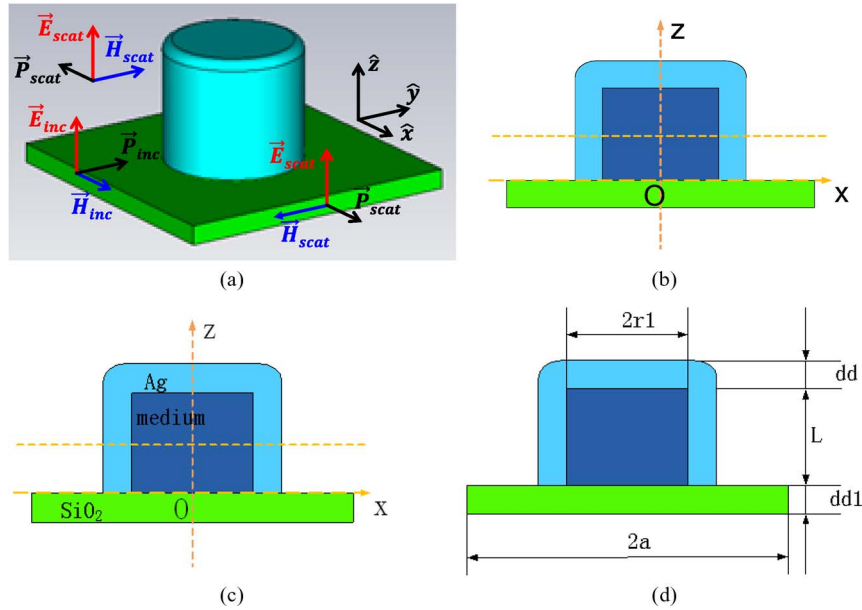 E_scat
H_scat
P_scat
ẑ
ŷ
x̂
E_inc
P_inc
H_inc
E_scat
P_scat
H_scat
(a)
z
O
x
(b)
Z
Ag
medium
SiO₂
O
X
(c)
2r1
dd
L
dd1
2a
(d)